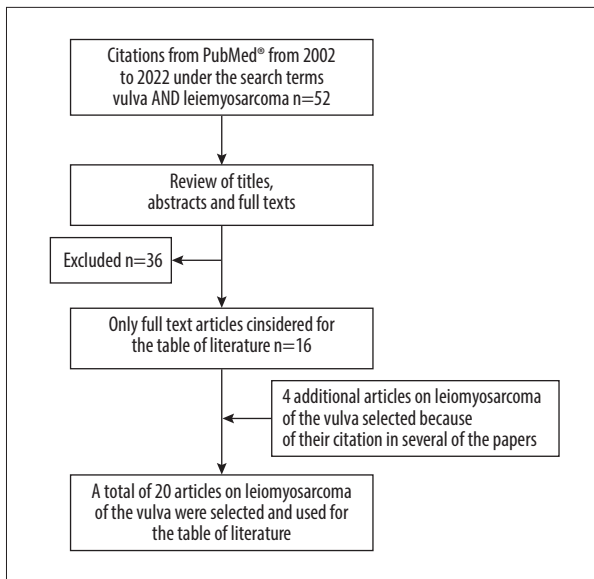 Citations from PubMed® from 2002
to 2022 under the search terms
vulva AND leiemyosarcoma n=52
Review of titles,
abstracts and full texts
Excluded n=36
Only full text articles cinsidered for
the table of literature n=16
4 additional articles on leiomyosarcoma
of the vulva selected because
of their citation in several of the papers
A total of 20 articles on leiomyosarcoma
of the vulva were selected and used for
the table of literature